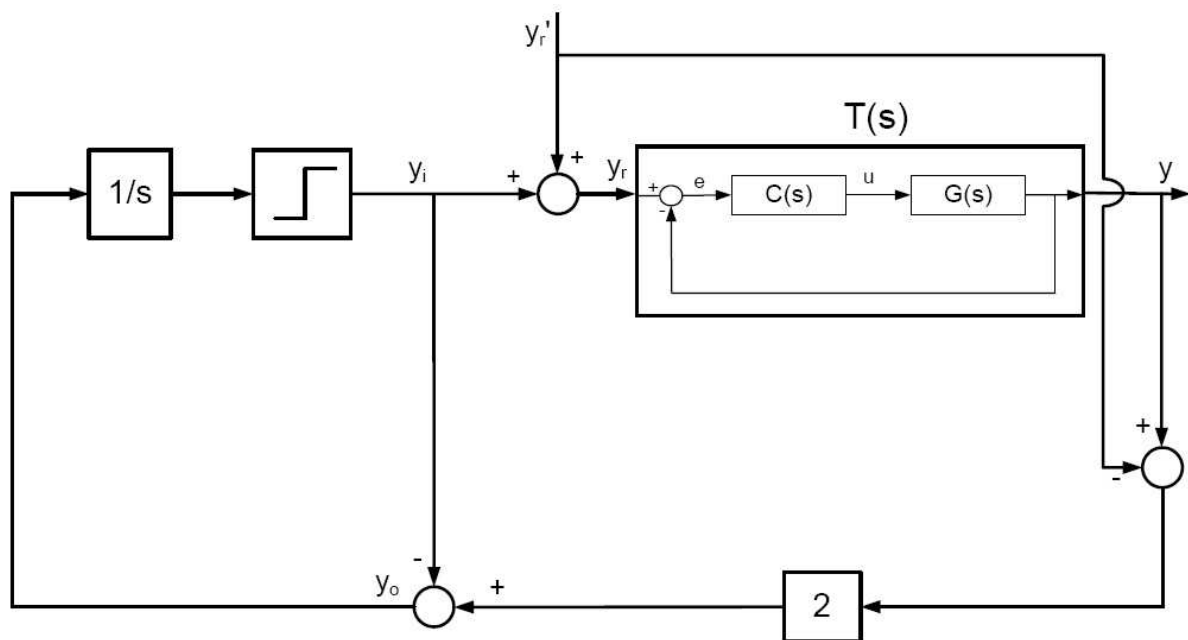 yᵣ'
T(s)
1/s
yᵢ
+
+
yᵣ
+
-
e
C(s)
u
G(s)
y
+
-
-
yₒ
+
2